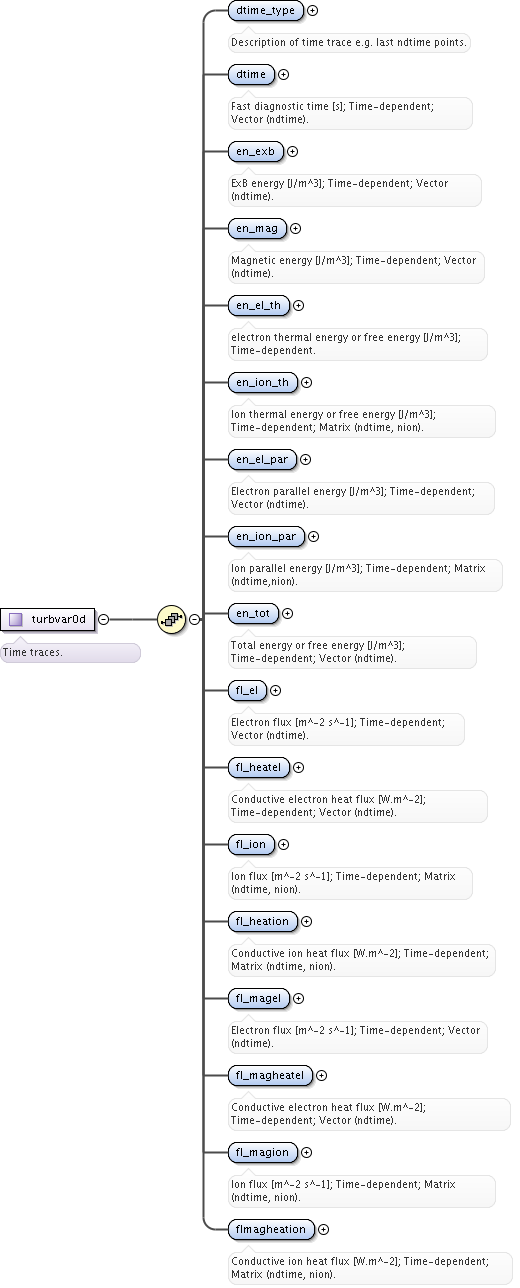 dtime_type
Description of time trace e.g. last ndtime points.
dtime
Fast diagnostic time [s]; Time-dependent;
Vector (ndtime).
en_exb
ExB energy [J/m^3]; Time-dependent; Vector
(ndtime).
en_mag
Magnetic energy [J/m^3]; Time-dependent; Vector
(ndtime).
en_el_th
electron thermal energy or free energy [J/m^3];
Time-dependent.
en_ion_th
Ion thermal energy or free energy [J/m^3];
Time-dependent; Matrix (ndtime, nion).
en_el_par
Electron parallel energy [J/m^3]; Time-dependent;
Vector (ndtime).
en_ion_par
Ion parallel energy [J/m^3]; Time-dependent; Matrix
(ndtime,nion).
turbvar0d
Time traces.
en_tot
Total energy or free energy [J/m^3];
Time-dependent; Vector (ndtime).
fl_el
Electron flux [m^-2 s^-1]; Time-dependent;
Vector (ndtime).
fl_heatel
Conductive electron heat flux [W.m^-2];
Time-dependent; Vector (ndtime).
fl_ion
Ion flux [m^-2 s^-1]; Time-dependent; Matrix
(ndtime, nion).
fl_heation
Conductive ion heat flux [W.m^-2]; Time-dependent;
Matrix (ndtime, nion).
fl_magel
Electron flux [m^-2 s^-1]; Time-dependent; Vector
(ndtime).
fl_magheatel
Conductive electron heat flux [W.m^-2];
Time-dependent; Vector (ndtime).
fl_magion
Ion flux [m^-2 s^-1]; Time-dependent; Matrix
(ndtime, nion).
flmagheation
Conductive ion heat flux [W.m^-2]; Time-dependent;
Matrix (ndtime, nion).